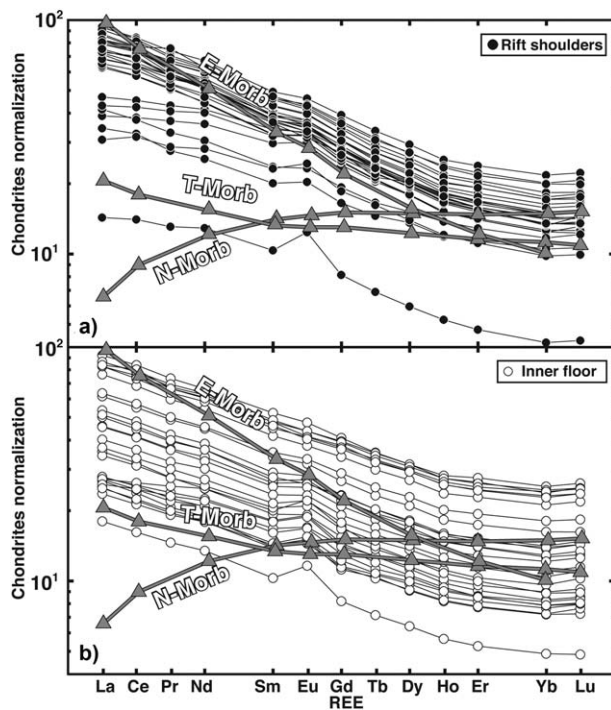 10²
Chondrites normalization
E-Morb
Rift shoulders
T-Morb
N-Morb
10¹
a)
10²
Chondrites normalization
E-Morb
Inner floor
T-Morb
N-Morb
10¹
b)
La Ce Pr Nd Sm Eu Gd Tb Dy Ho Er Yb Lu
REE